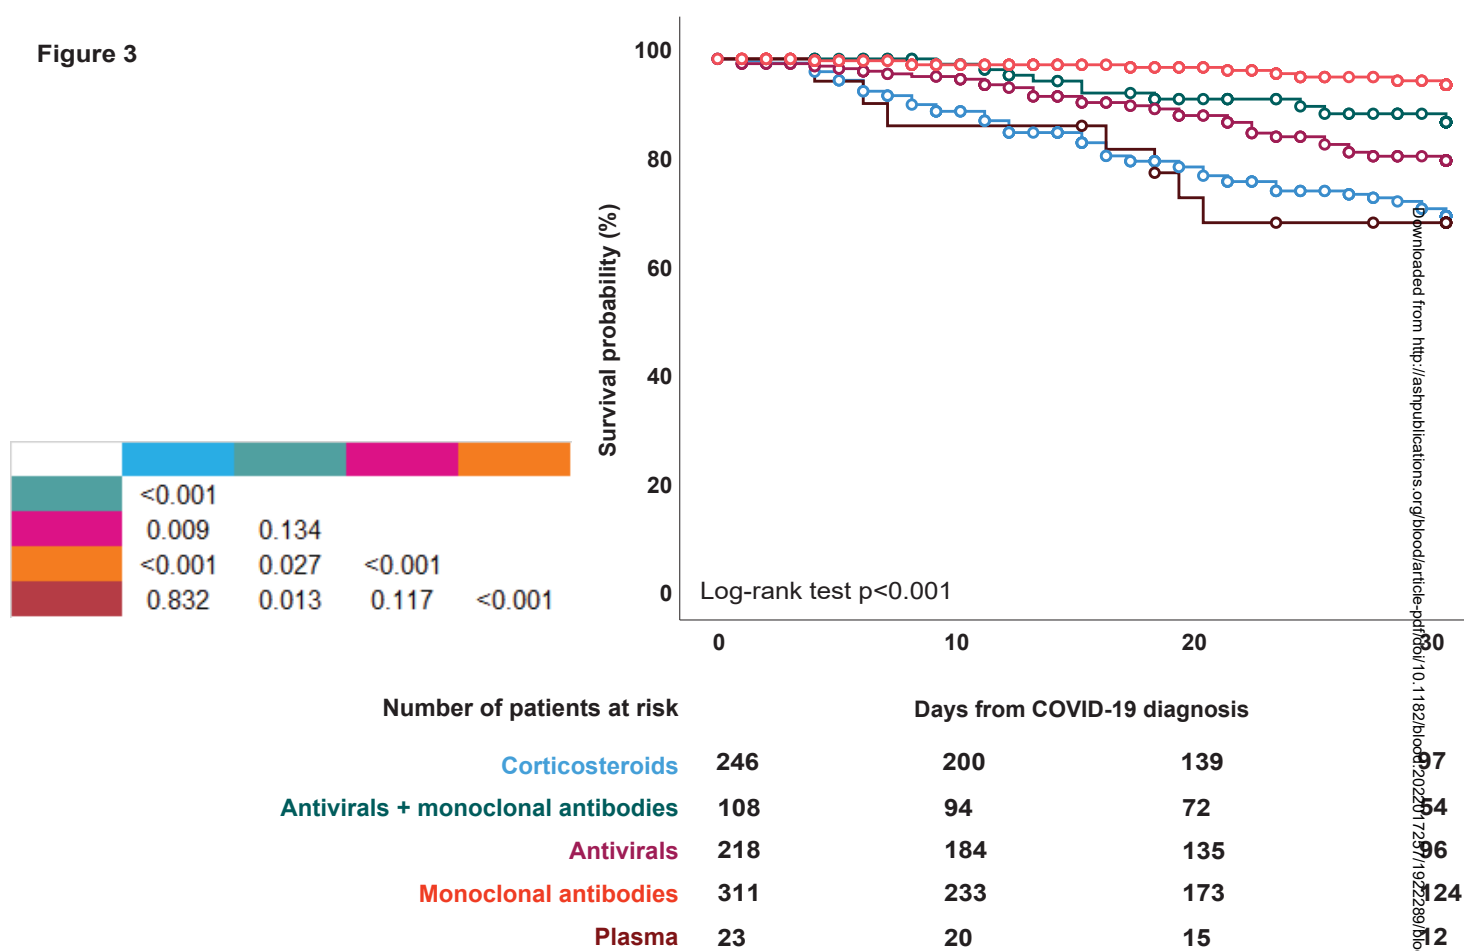 Figure 3
100
80
60
40
20
0
Survival probability (%)
Log-rank test p<0.001
0 10 20 30
<0.001
0.009 0.134
<0.001 0.027 <0.001
0.832 0.013 0.117 <0.001
Number of patients at risk
Days from COVID-19 diagnosis
Corticosteroids 246 200 139 97
Antivirals + monoclonal antibodies 108 94 72 54
Antivirals 218 184 135 96
Monoclonal antibodies 311 233 173 124
Plasma 23 20 15 12
Downloaded from http://ashpublications.org/blood/article-pdf/doi/10.1182/blood.2022017257/1922289/blo